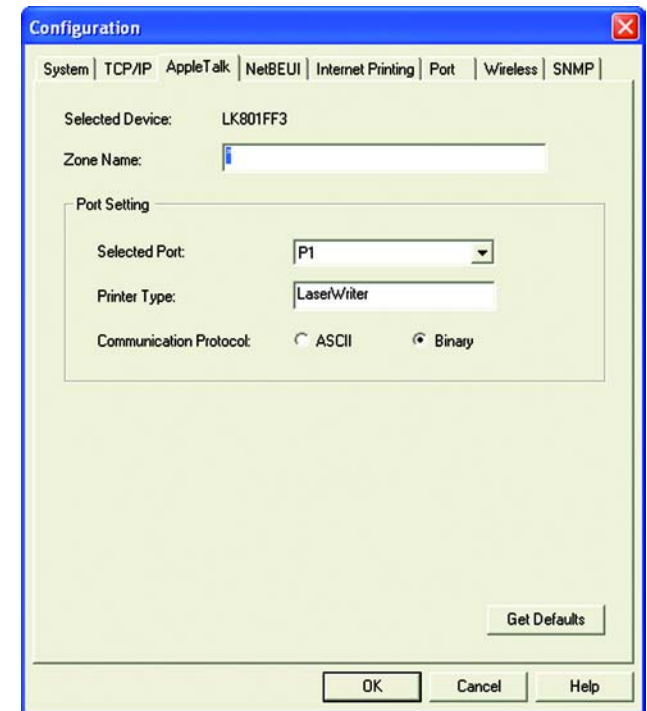 Configuration
System TCP/IP AppleTalk NetBEUI Internet Printing Port Wireless SNMP
Selected Device: LK801FF3
Zone Name: *
Port Setting
Selected Port: P1
Printer Type: LaserWriter
Communication Protocol: ASCII Binary
Get Defaults
OK Cancel Help